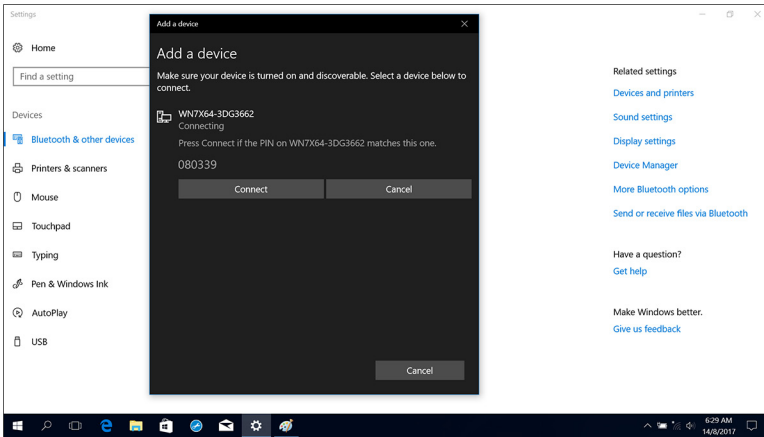 Settings
Home
Find a setting
Devices
Bluetooth & other devices
Printers & scanners
Mouse
Touchpad
Typing
Pen & Windows Ink
AutoPlay
USB
Add a device
Add a device
Make sure your device is turned on and discoverable. Select a device below to
connect.
WN7X64-3DG3662
Connecting
Press Connect if the PIN on WN7X64-3DG3662 matches this one.
080339
Connect
Cancel
Cancel
Related settings
Devices and printers
Sound settings
Display settings
Device Manager
More Bluetooth options
Send or receive files via Bluetooth
Have a question?
Get help
Make Windows better.
Give us feedback
6:29 AM
14/8/2017